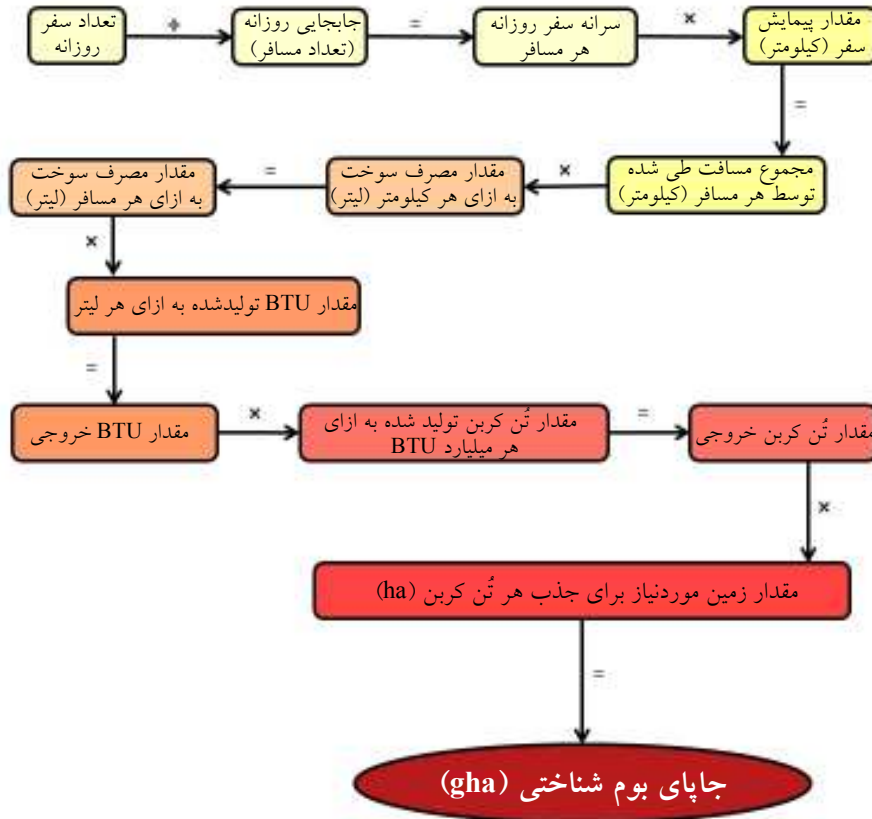 تعداد سفر
روزانه
÷
جابجایی روزانه
(تعداد مسافر)
=
سرانه سفر روزانه
هر مسافر
×
مقدار پیمایش
سفر (کیلومتر)
=
مجموع مسافت طی شده
توسط هر مسافر (کیلومتر)
×
مقدار مصرف سوخت
به ازای هر کیلومتر (لیتر)
=
مقدار مصرف سوخت
به ازای هر مسافر (لیتر)
×
مقدار BTU تولیدشده به ازای هر لیتر
=
مقدار BTU خروجی
×
مقدار تُن کربن تولید شده به ازای
هر میلیارد BTU
=
مقدار تُن کربن خروجی
×
مقدار زمین موردنیاز برای جذب هر تُن کربن (ha)
=
جاپای بوم شناختی (gha)